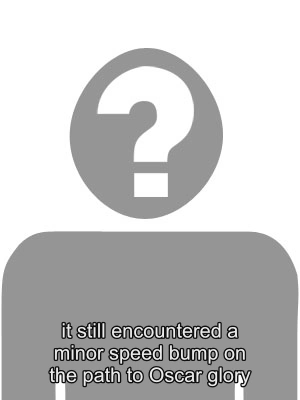 ?
it still encountered a
minor speed bump on
the path to Oscar glory